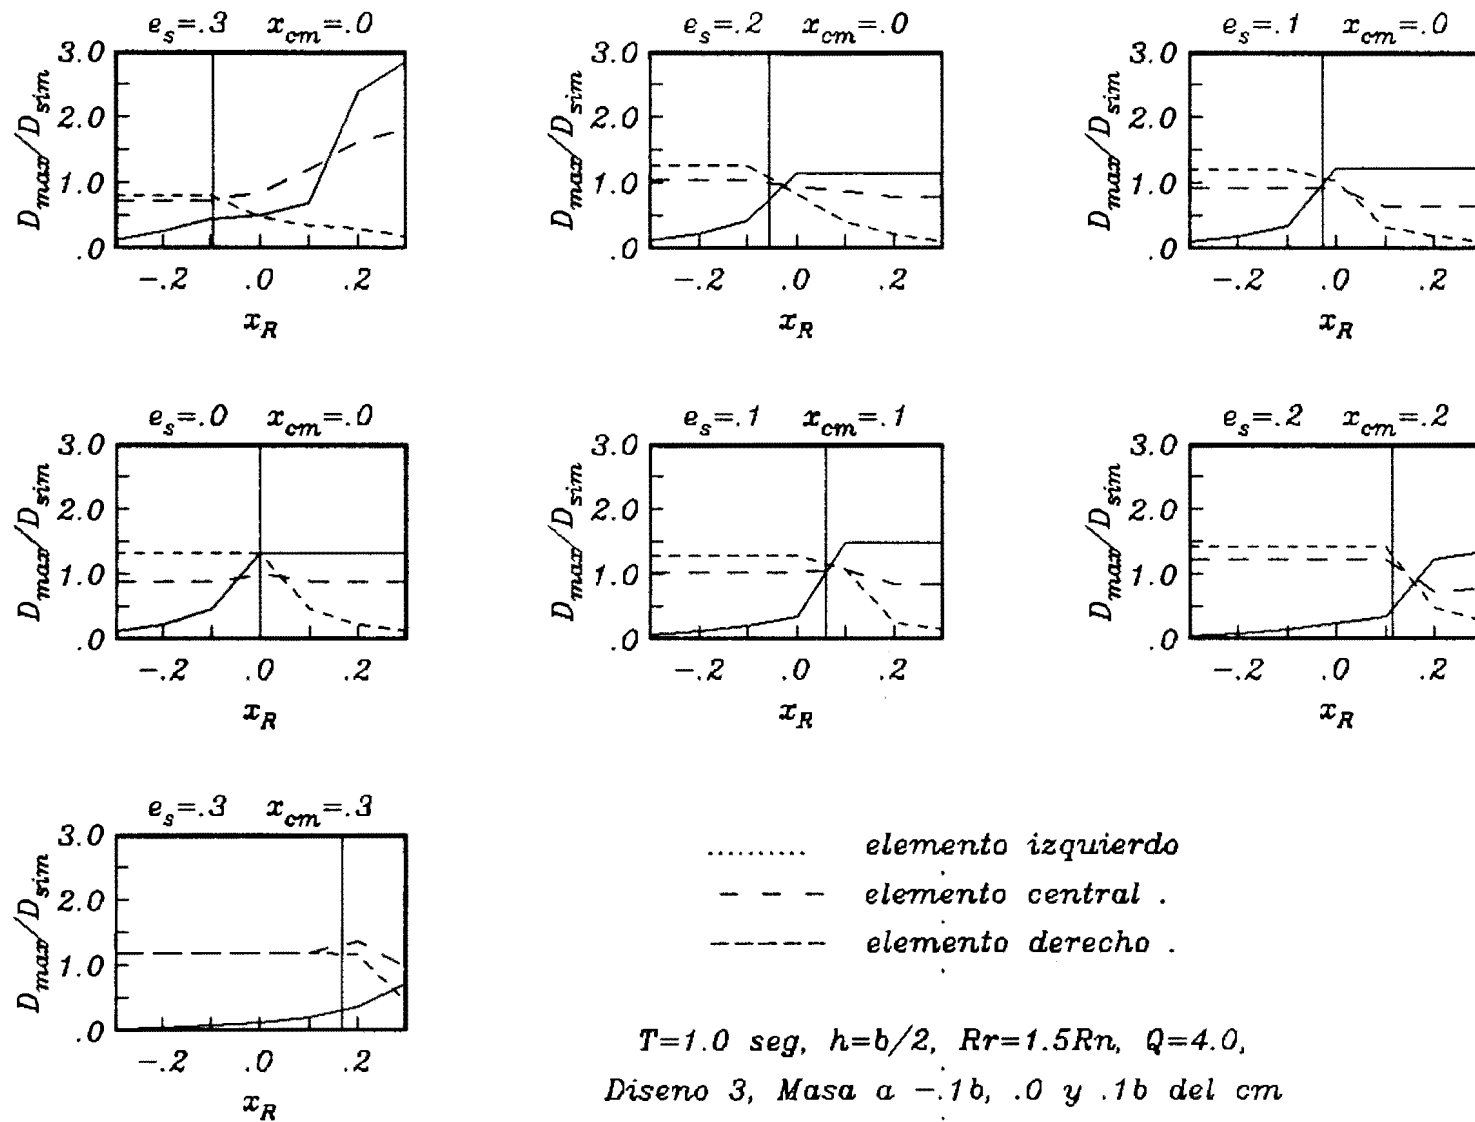 e_s=.3 x_cm=.0
D_max/D_sim
3.0
2.0
1.0
.0
-.2 .0 .2
x_R
e_s=.2 x_cm=.0
D_max/D_sim
3.0
2.0
1.0
.0
-.2 .0 .2
x_R
e_s=.1 x_cm=.0
D_max/D_sim
3.0
2.0
1.0
.0
-.2 .0 .2
x_R
e_s=.0 x_cm=.0
D_max/D_sim
3.0
2.0
1.0
.0
-.2 .0 .2
x_R
e_s=.1 x_cm=.1
D_max/D_sim
3.0
2.0
1.0
.0
-.2 .0 .2
x_R
e_s=.2 x_cm=.2
D_max/D_sim
3.0
2.0
1.0
.0
-.2 .0 .2
x_R
e_s=.3 x_cm=.3
D_max/D_sim
3.0
2.0
1.0
.0
-.2 .0 .2
x_R
elemento izquierdo
elemento central .
elemento derecho .
T=1.0 seg, h=b/2, Rr=1.5Rn, Q=4.0,
Diseno 3, Masa a -.1b, .0 y .1b del cm